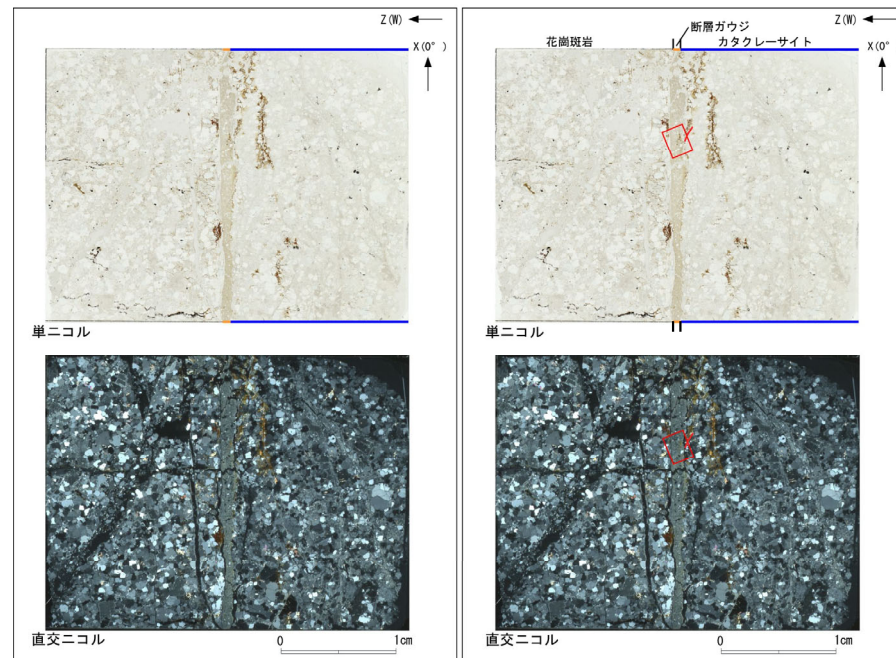 Z(W)
X(0°)
単ニコル
直交ニコル
0 1cm
Z(W)
断層ガウジ
花崗斑岩 カタクレーサイト
X(0°
単ニコル
直交ニコル
0 1cm